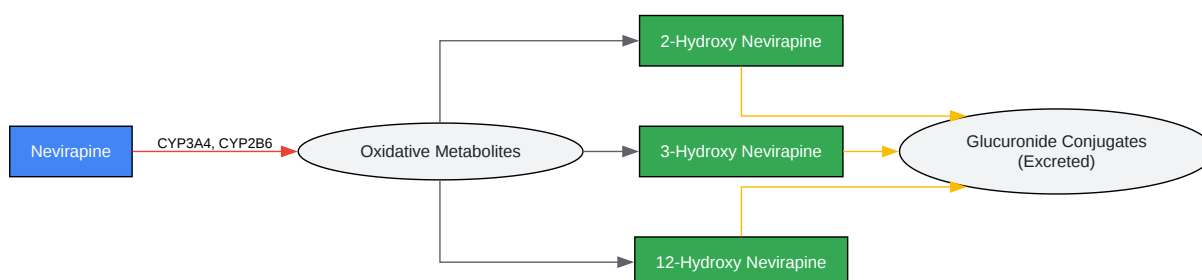 2-Hydroxy Nevirapine
Nevirapine
CYP3A4, CYP2B6
Oxidative Metabolites
3-Hydroxy Nevirapine
Glucuronide Conjugates
(Excreted)
12-Hydroxy Nevirapine